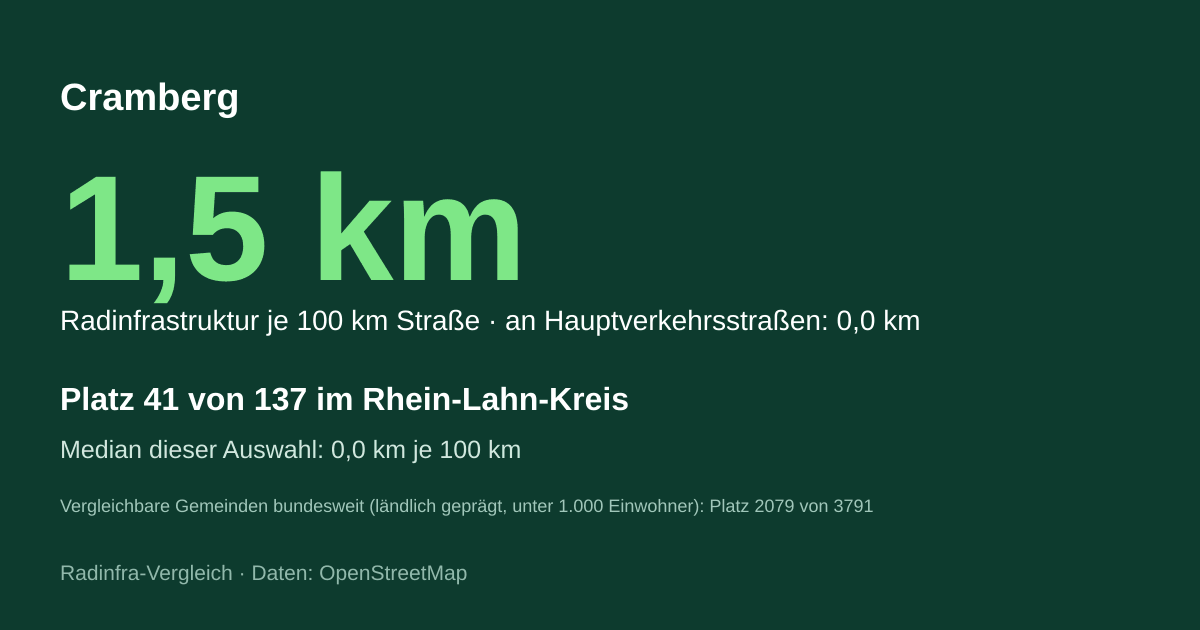 Cramberg
1,5 km
Radinfrastruktur je 100 km Straße · an Hauptverkehrsstraßen: 0,0 km
Platz 41 von 137 im Rhein-Lahn-Kreis
Median dieser Auswahl: 0,0 km je 100 km
Vergleichbare Gemeinden bundesweit (ländlich geprägt, unter 1.000 Einwohner): Platz 2079 von 3791
Radinfra-Vergleich · Daten: OpenStreetMap